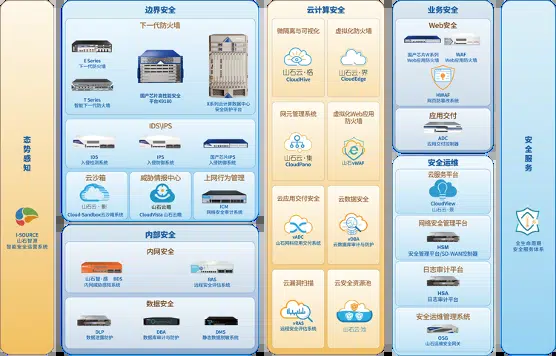 态势感知
I-SOURCE
山石智源
智能安全运营系统
边界安全
下一代防火墙
E Series
下一代防火墙
T Series
智能下一代防火墙
国产芯片高性能安全
平台K9180
X系列云计算数据中心
安全防护平台
IDS\IPS
IDS
入侵检测系统
IPS
入侵防御系统
国产芯片IPS
入侵防御系统
云沙箱
山石云·影
Cloud-Sandbox云沙箱系统
威胁情报中心
山石云瞻
CloudVista 山石云瞻
上网行为管理
ICM
网络安全审计系统
内部安全
内网安全
山石智·感 BDS
内网威胁感知系统
RAS
远程安全评估系统
数据安全
DLP
数据泄露防护
DBA
数据库审计与防护
DMS
静态数据脱敏系统
云计算安全
微隔离与可视化
山石云·格
CloudHive
虚拟化防火墙
山石云·界
CloudEdge
网元管理系统
山石云·集
CloudPano
虚拟化Web应用
防火墙
山石vWAF
云应用交付安全
vADC
山石网科应用交付系统
云数据安全
vDBA
云数据库审计与防护
云漏洞扫描
vRAS
远程安全评估系统
云安全资源池
山石云·池
业务安全
Web安全
国产芯片W系列
Web应用防火墙
WAF
Web应用防火墙
HWAF
网页防篡改系统
应用交付
ADC
应用交付控制器
安全运维
云服务平台
CloudView
山石云·景
网络安全管理平台
HSM
安全管理平台/SD-WAN控制器
日志审计平台
HSA
日志审计平台
安全运维管理系统
OSG
山石运维安全网关
安全服务
全生命周期
安全服务体系